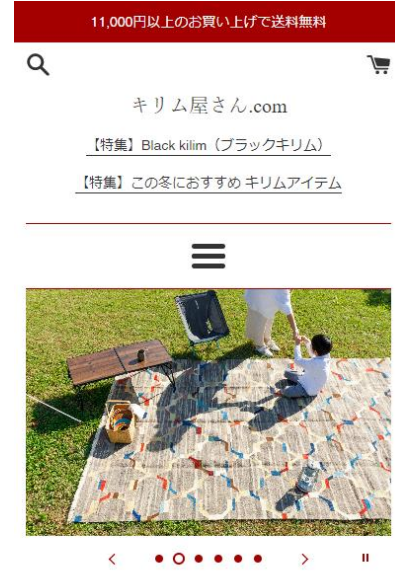 11,000円以上のお買い上げで送料無料
キリム屋さん.com
【特集】Black kilim（ブラックキリム）
【特集】この冬におすすめ キリムアイテム